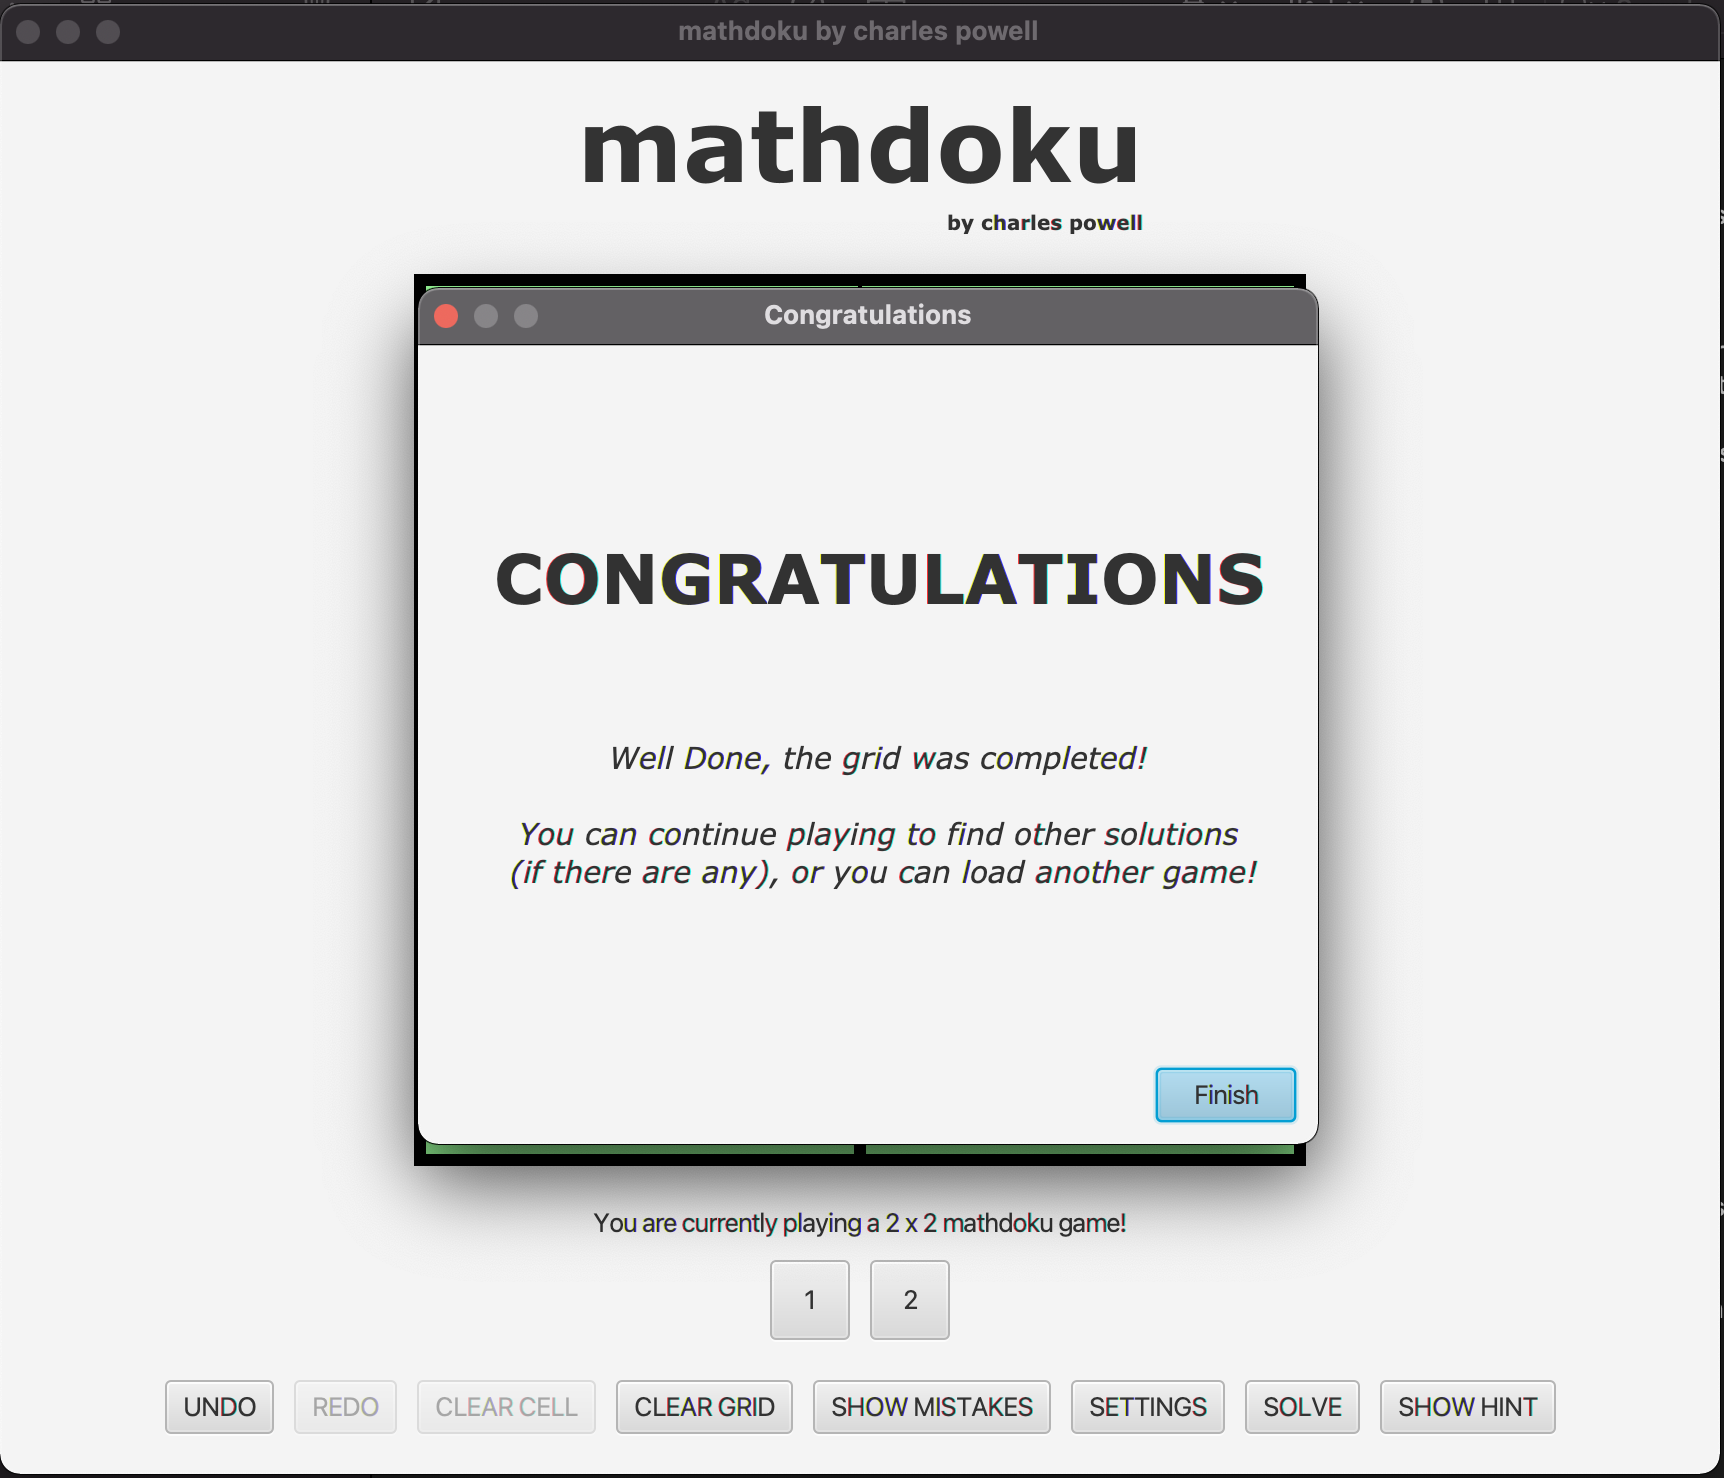 mathdoku by charles powell
mathdoku
by charles powell
Congratulations
CONGRATULATIONS
Well Done, the grid was completed!
You can continue playing to find other solutions
(if there are any), or you can load another game!
Finish
You are currently playing a 2 x 2 mathdoku game!
1 2
UNDO REDO CLEAR CELL CLEAR GRID SHOW MISTAKES SETTINGS SOLVE SHOW HINT